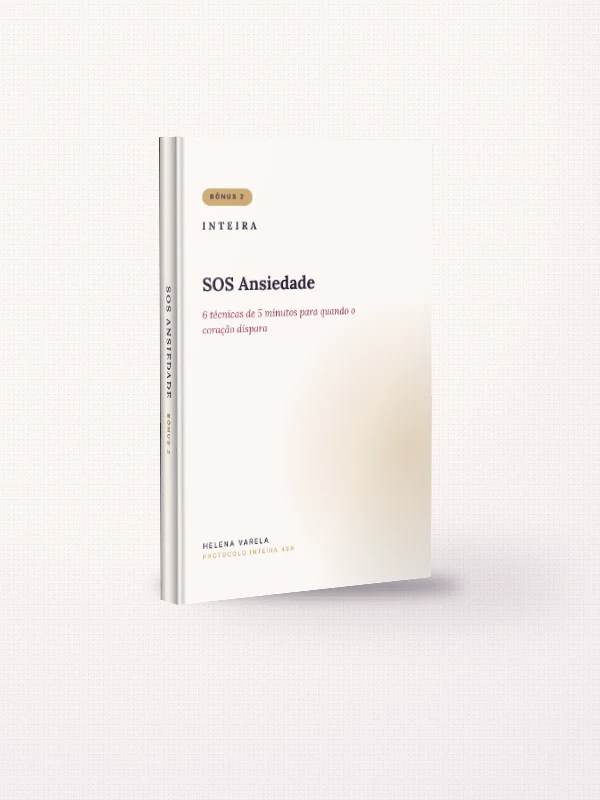 BÔNUS 2
INTEIRA
SOS Ansiedade
6 técnicas de 5 minutos para quando o
coração dispara
HELENA VARELA
PROTOCOLO INTEIRA 40+
SOS ANSIEDADE BÔNUS 2